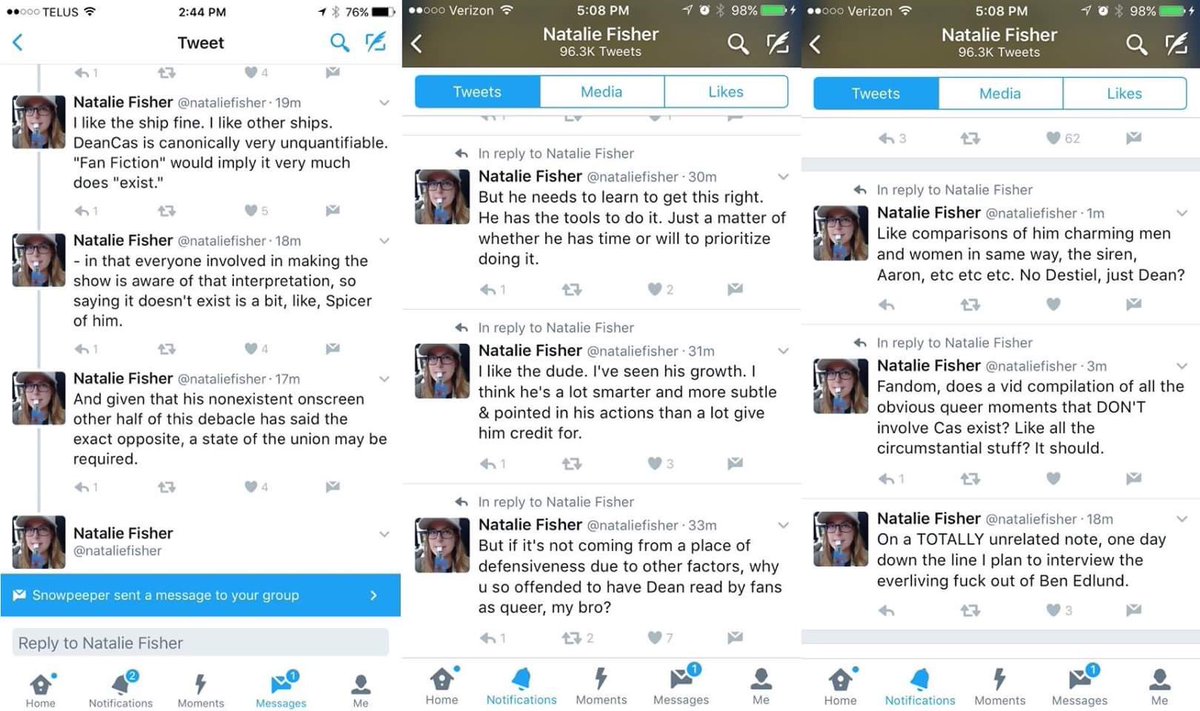 TELUS 2:44 PM 76%
Tweet
1 4
Natalie Fisher @nataliefisher · 19m
I like the ship fine. I like other ships.
DeanCas is canonically very unquantifiable.
"Fan Fiction" would imply it very much
does "exist."
1 5
Natalie Fisher @nataliefisher · 18m
- in that everyone involved in making the
show is aware of that interpretation, so
saying it doesn't exist is a bit, like, Spicer
of him.
1 4
Natalie Fisher @nataliefisher · 17m
And given that his nonexistent onscreen
other half of this debacle has said the
exact opposite, a state of the union may be
required.
1 4
Natalie Fisher
@nataliefisher
Snowpeeper sent a message to your group
Reply to Natalie Fisher
2 1
Home Notifications Moments Messages Me
Verizon 5:08 PM 98%
Natalie Fisher
96.3K Tweets
Tweets Media Likes
In reply to Natalie Fisher
Natalie Fisher @nataliefisher · 30m
But he needs to learn to get this right.
He has the tools to do it. Just a matter of
whether he has time or will to prioritize
doing it.
1 2
In reply to Natalie Fisher
Natalie Fisher @nataliefisher · 31m
I like the dude. I've seen his growth. I
think he's a lot smarter and more subtle
& pointed in his actions than a lot give
him credit for.
1 3
In reply to Natalie Fisher
Natalie Fisher @nataliefisher · 33m
But if it's not coming from a place of
defensiveness due to other factors, why
u so offended to have Dean read by fans
as queer, my bro?
1 2 7
1
Home Notifications Moments Messages Me
Verizon 5:08 PM 98%
Natalie Fisher
96.3K Tweets
Tweets Media Likes
3 62
In reply to Natalie Fisher
Natalie Fisher @nataliefisher · 1m
Like comparisons of him charming men
and women in same way, the siren,
Aaron, etc etc etc. No Destiel, just Dean?
In reply to Natalie Fisher
Natalie Fisher @nataliefisher · 3m
Fandom, does a vid compilation of all the
obvious queer moments that DON'T
involve Cas exist? Like all the
circumstantial stuff? It should.
1
Natalie Fisher @nataliefisher · 18m
On a TOTALLY unrelated note, one day
down the line I plan to interview the
everliving fuck out of Ben Edlund.
3
1
Home Notifications Moments Messages Me